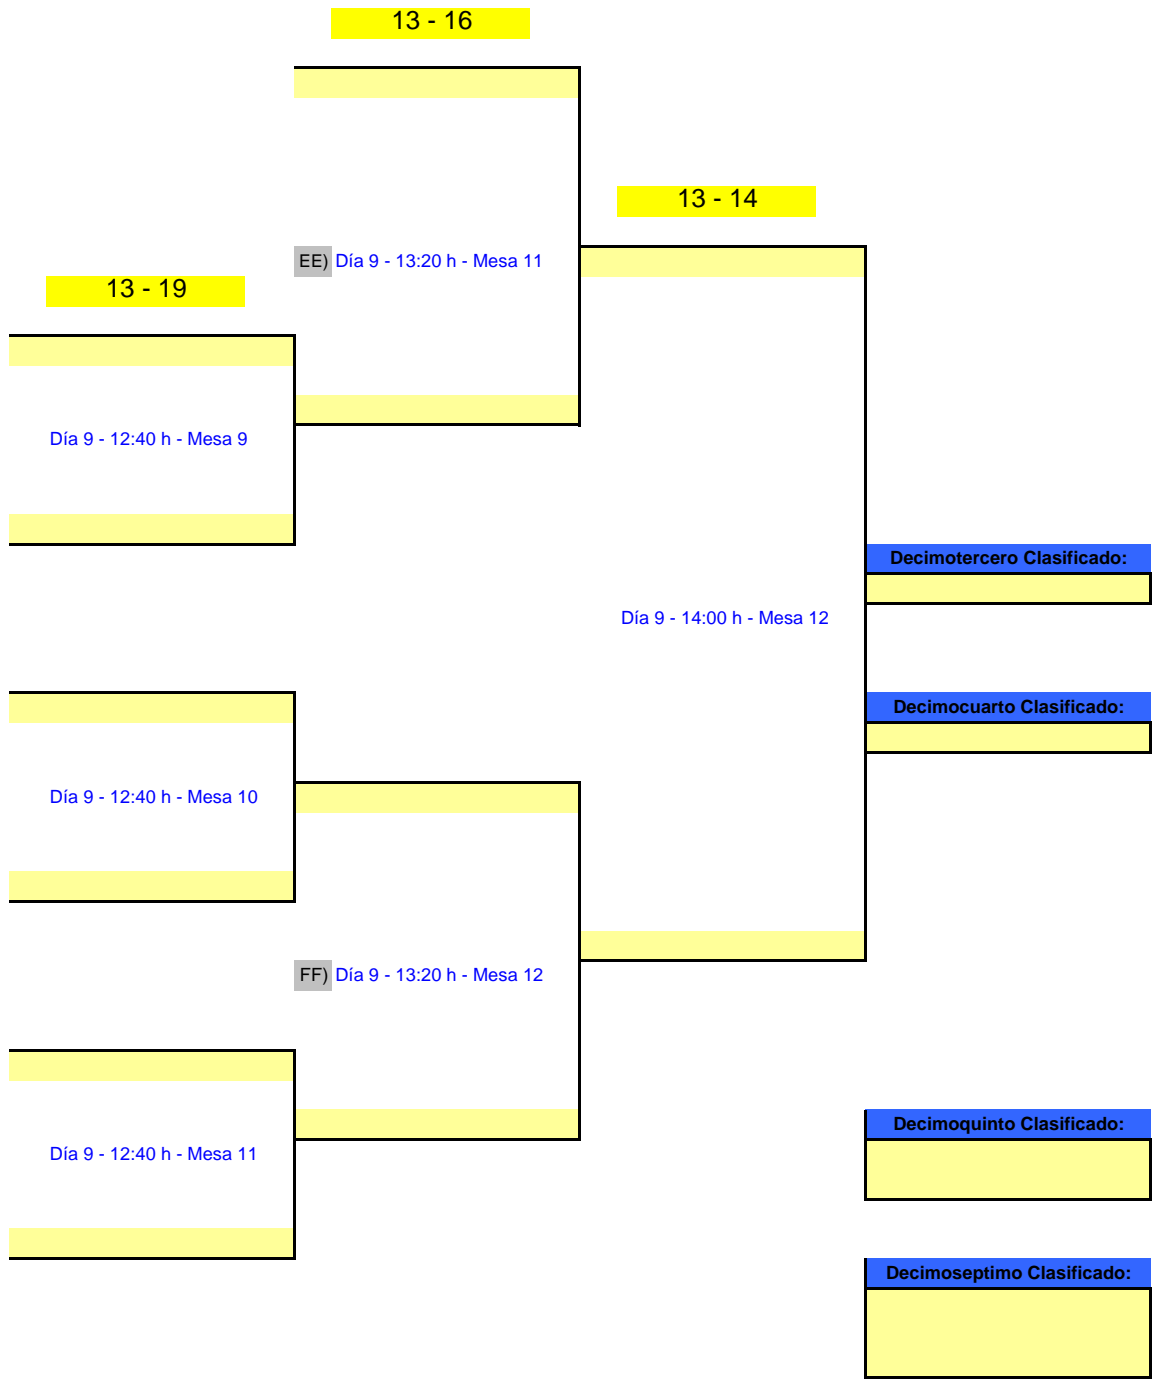 13 - 16
13 - 14
EE) Día 9 - 13:20 h - Mesa 11
13 - 19
Día 9 - 12:40 h - Mesa 9
Decimotercero Clasificado:
Día 9 - 14:00 h - Mesa 12
Decimocuarto Clasificado:
Día 9 - 12:40 h - Mesa 10
FF) Día 9 - 13:20 h - Mesa 12
Decimoquinto Clasificado:
Día 9 - 12:40 h - Mesa 11
Decimoseptimo Clasificado: